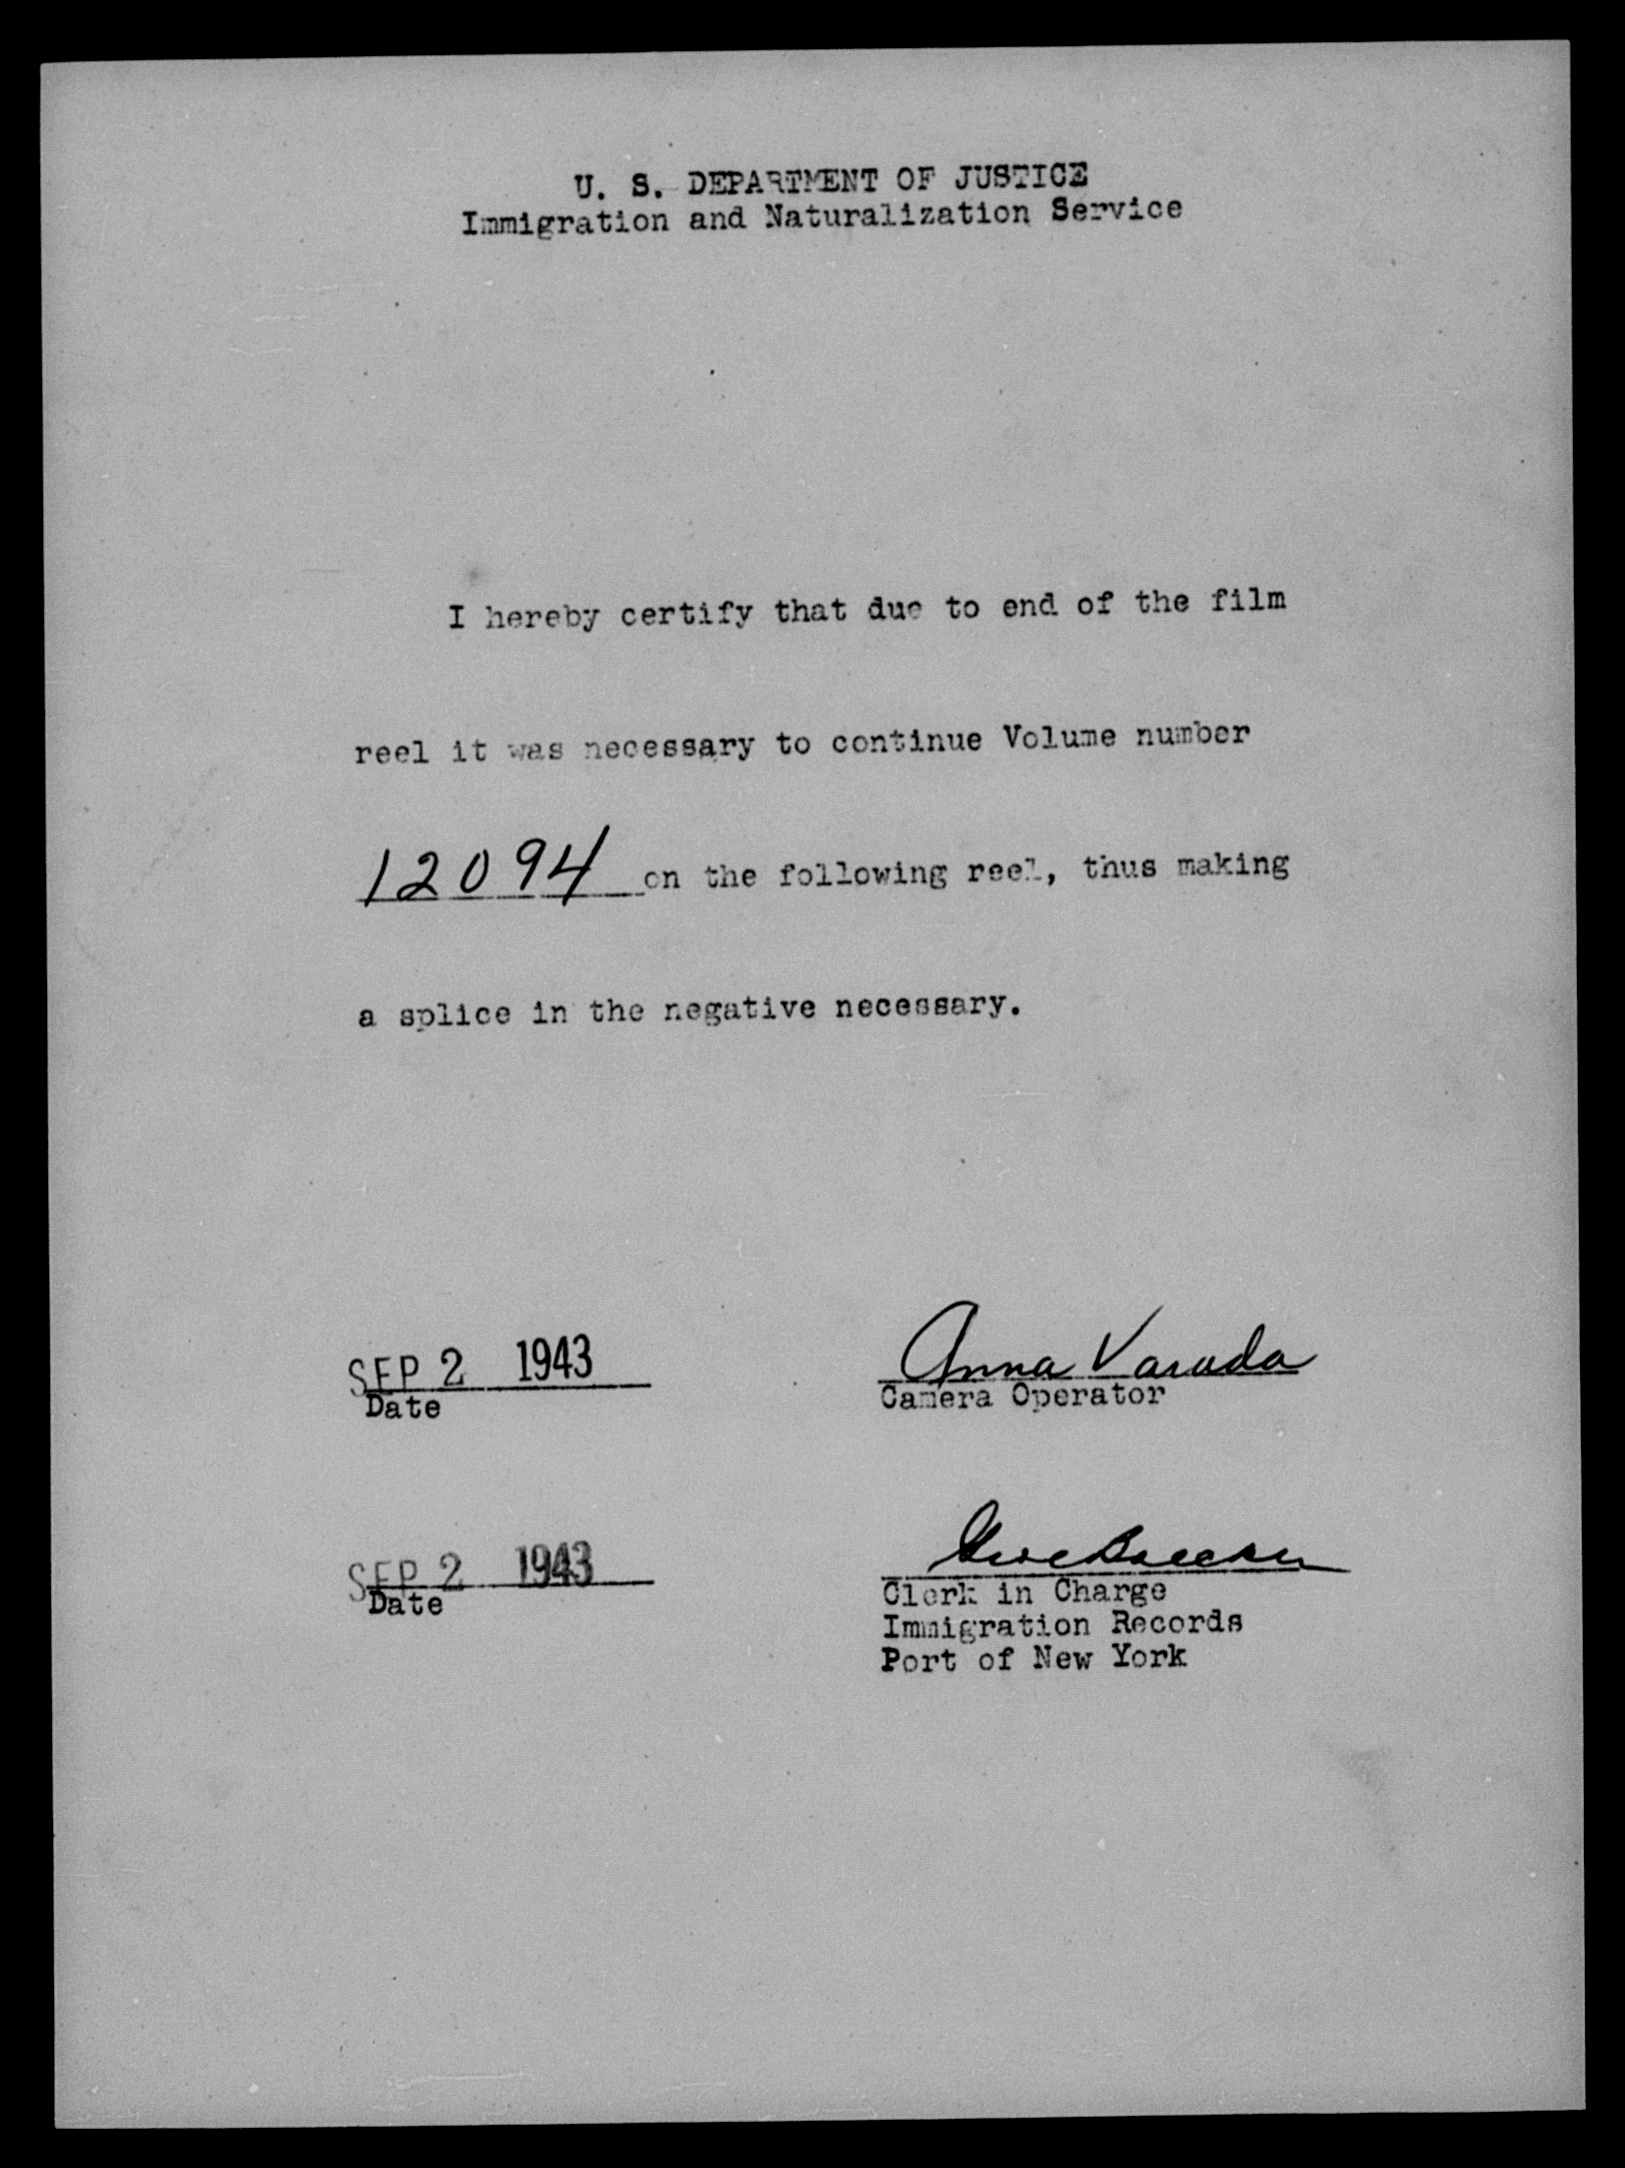 U. S. DEPARTMENT OF JUSTICE
Immigration and Naturalization Service
I hereby certify that due to end of the film
reel it was necessary to continue Volume number
12094 on the following reel, thus making
a splice in the negative necessary.
SEP 2 1943
Date
Anna Varuda
Camera Operator
SEP 2 1943
Date
Clerk in Charge
Immigration Records
Port of New York